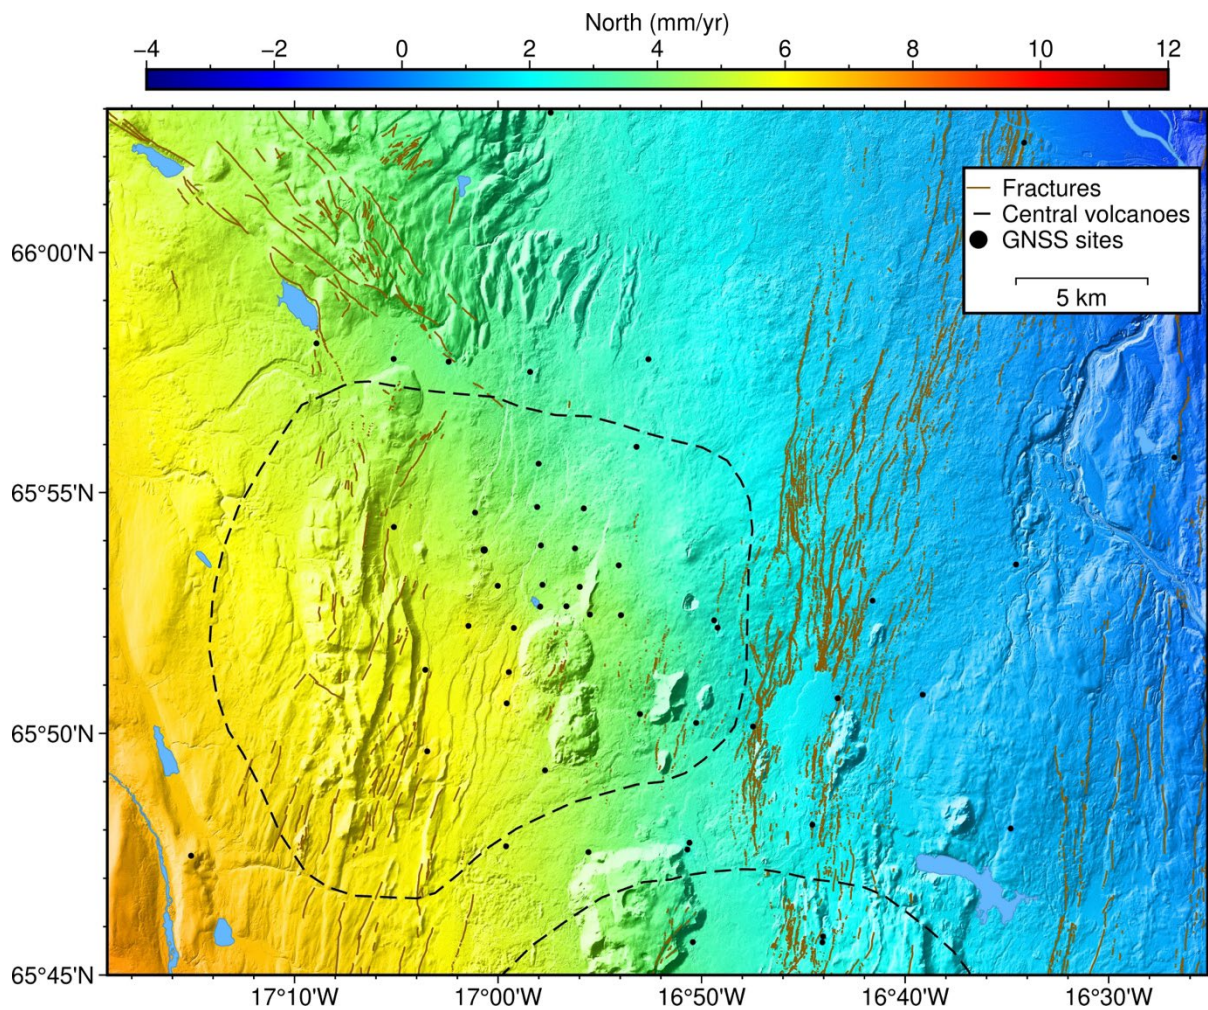 North (mm/yr)
−4 −2 0 2 4 6 8 10 12
Fractures
Central volcanoes
GNSS sites
5 km
66°00'N
65°55'N
65°50'N
65°45'N
17°10'W 17°00'W 16°50'W 16°40'W 16°30'W